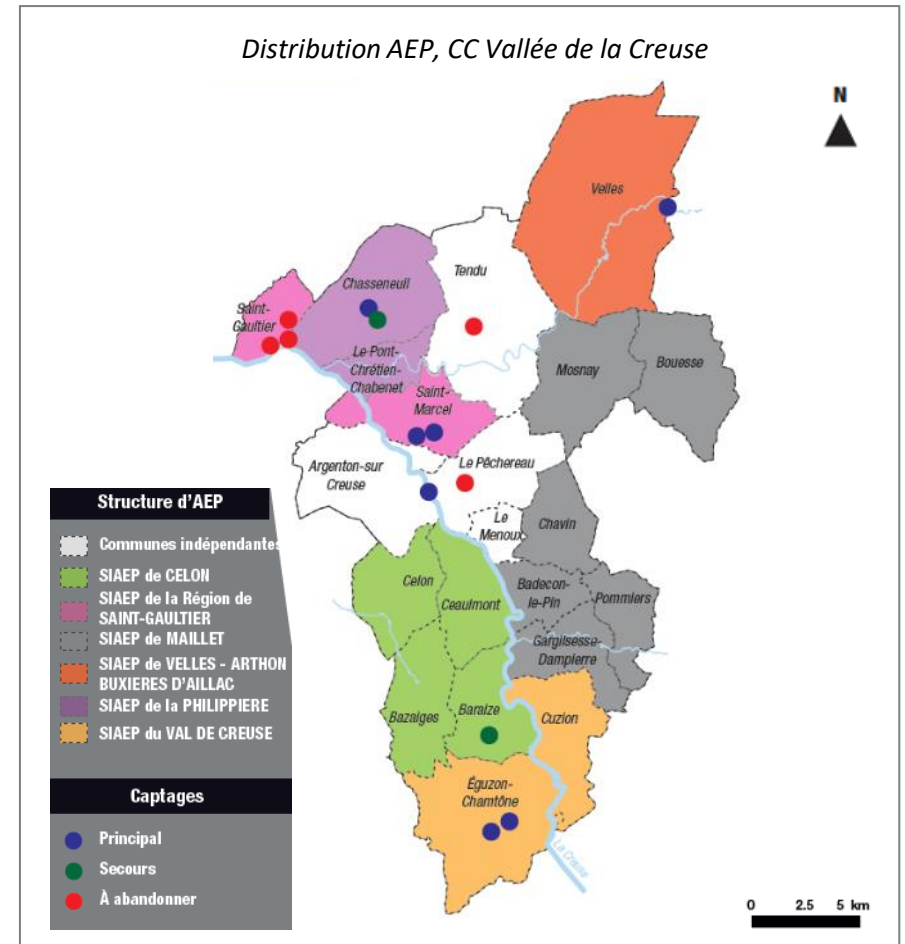 Distribution AEP, CC Vallée de la Creuse
N
Velles
Tendu
Chasseneuil
Saint-
Gaultier
Le Pont-
Chrétien-
Chabenet
Mosnay
Bouesse
Saint-
Marcel
Argenton-sur
Creuse
Le Pêchereau
Le
Menoux
Chavin
Celon
Ceaulmont
Badecon-
le-Pin
Pommiers
Gargilsesse-
Dampierre
Bazaiges
Baraize
Cuzion
Éguzon-
Chamtône
La Creuse
Structure d'AEP
Communes indépendantes
SIAEP de CELON
SIAEP de la Région de
SAINT-GAULTIER
SIAEP de MAILLET
SIAEP de VELLES - ARTHON
BUXIERES D'AILLAC
SIAEP de la PHILIPPIERE
SIAEP du VAL DE CREUSE
Captages
Principal
Secours
À abandonner
0 2.5 5 km